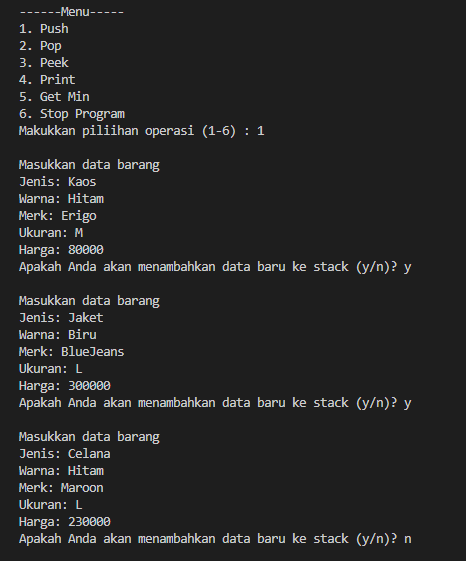 ------Menu-----
1. Push
2. Pop
3. Peek
4. Print
5. Get Min
6. Stop Program
Makukkan piliihan operasi (1-6) : 1
Masukkan data barang
Jenis: Kaos
Warna: Hitam
Merk: Erigo
Ukuran: M
Harga: 80000
Apakah Anda akan menambahkan data baru ke stack (y/n)? y
Masukkan data barang
Jenis: Jaket
Warna: Biru
Merk: BlueJeans
Ukuran: L
Harga: 300000
Apakah Anda akan menambahkan data baru ke stack (y/n)? y
Masukkan data barang
Jenis: Celana
Warna: Hitam
Merk: Maroon
Ukuran: L
Harga: 230000
Apakah Anda akan menambahkan data baru ke stack (y/n)? n